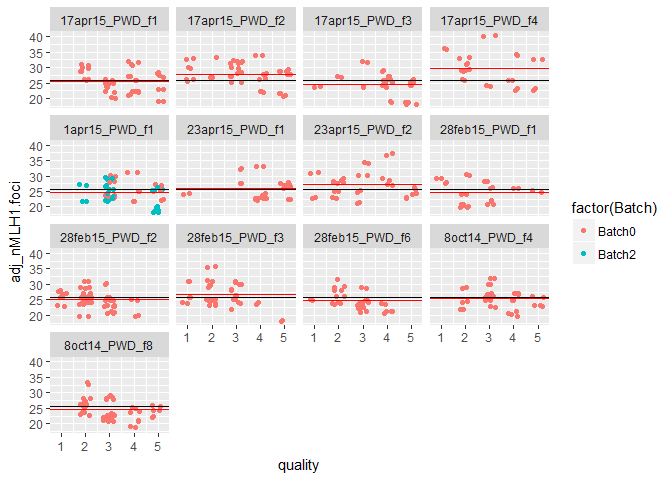 17apr15_PWD_f1 17apr15_PWD_f2 17apr15_PWD_f3 17apr15_PWD_f4
40
35
30
25
20
1apr15_PWD_f1 23apr15_PWD_f1 23apr15_PWD_f2 28feb15_PWD_f1
40
35
30
25
20
28feb15_PWD_f2 28feb15_PWD_f3 28feb15_PWD_f6 8oct14_PWD_f4
40
35
30
25
20
1 2 3 4 5 1 2 3 4 5 1 2 3 4 5
8oct14_PWD_f8
40
35
30
25
20
1 2 3 4 5
adj_nMLH1 foci
quality
factor(Batch)
Batch0
Batch2